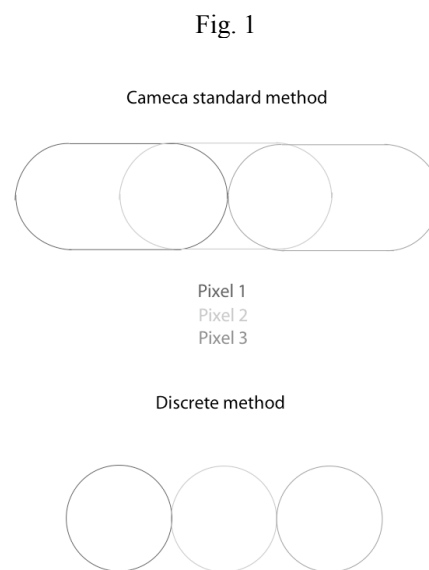 Fig. 1
Cameca standard method
Pixel 1
Pixel 2
Pixel 3
Discrete method